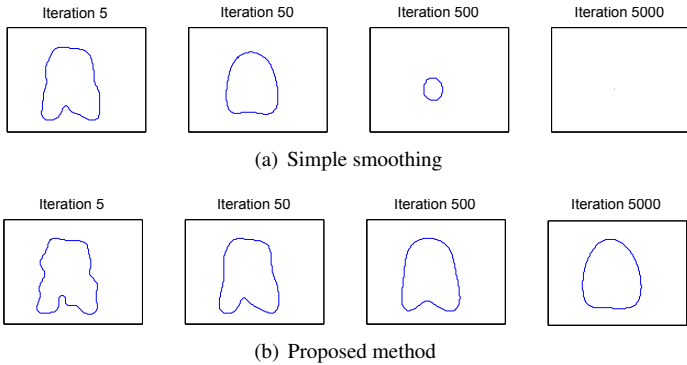 Iteration 5 Iteration 50 Iteration 500 Iteration 5000
(a) Simple smoothing
Iteration 5 Iteration 50 Iteration 500 Iteration 5000
(b) Proposed method